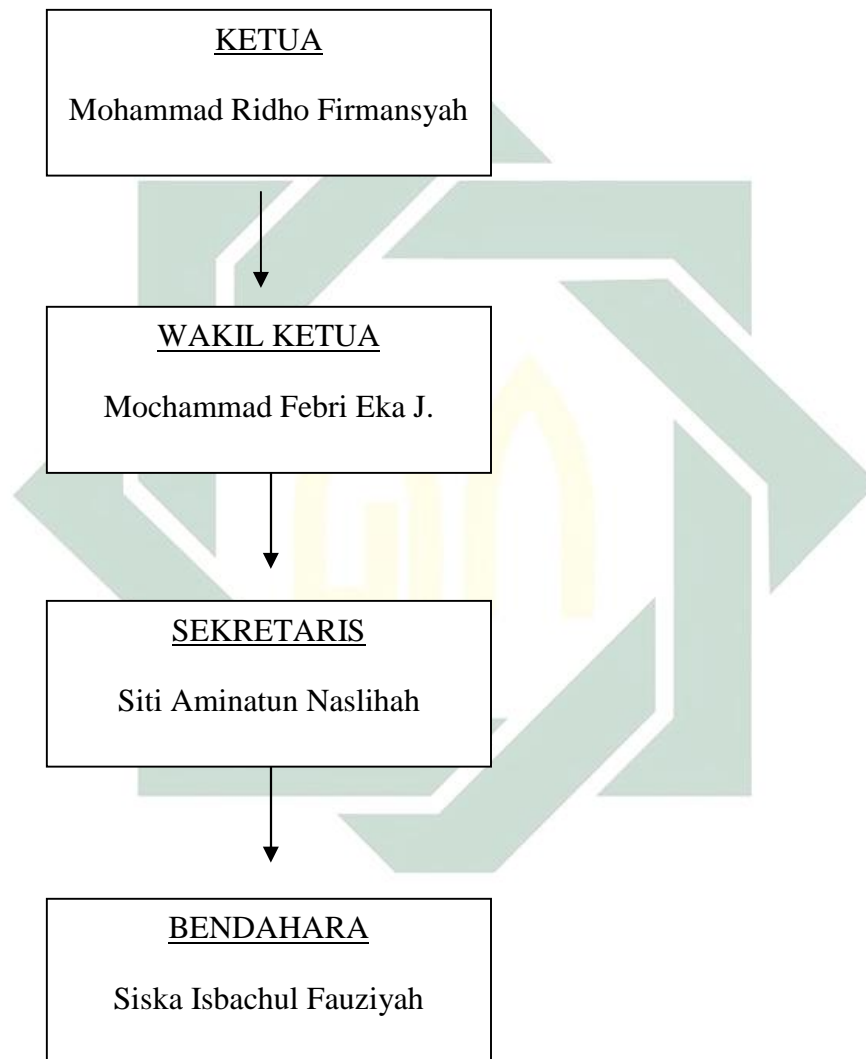 KETUA
Mohammad Ridho Firmansyah
WAKIL KETUA
Mochammad Febri Eka J.
SEKRETARIS
Siti Aminatun Naslihah
BENDAHARA
Siska Isbachul Fauziyah